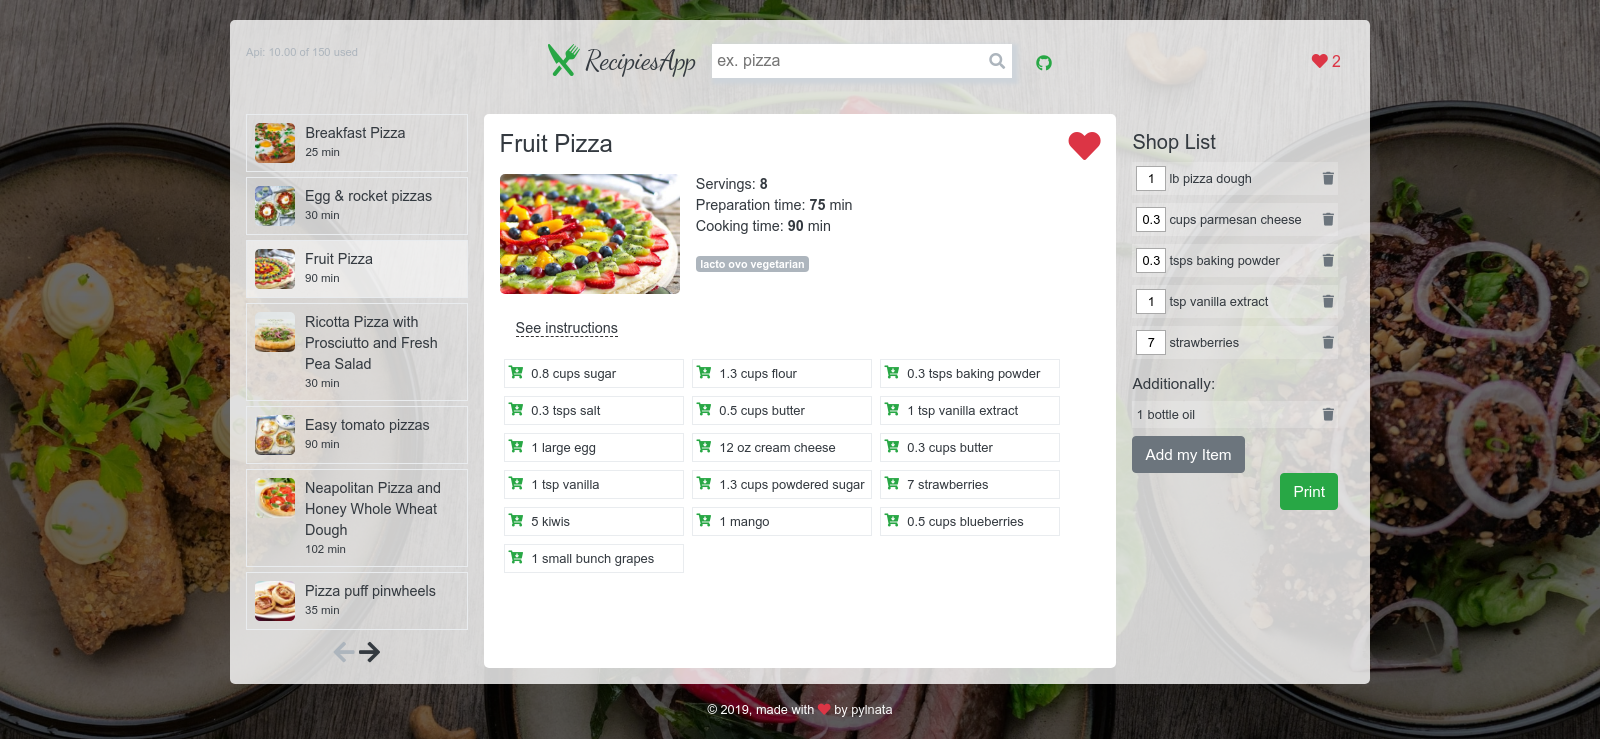 Api: 10.00 of 150 used
RecipiesApp
ex. pizza
2
Breakfast Pizza
25 min
Egg & rocket pizzas
30 min
Fruit Pizza
90 min
Ricotta Pizza with
Prosciutto and Fresh
Pea Salad
30 min
Easy tomato pizzas
90 min
Neapolitan Pizza and
Honey Whole Wheat
Dough
102 min
Pizza puff pinwheels
35 min
Fruit Pizza
Servings: 8
Preparation time: 75 min
Cooking time: 90 min
lacto ovo vegetarian
See instructions
0.8 cups sugar
1.3 cups flour
0.3 tsps baking powder
0.3 tsps salt
0.5 cups butter
1 tsp vanilla extract
1 large egg
12 oz cream cheese
0.3 cups butter
1 tsp vanilla
1.3 cups powdered sugar
7 strawberries
5 kiwis
1 mango
0.5 cups blueberries
1 small bunch grapes
Shop List
1 lb pizza dough
0.3 cups parmesan cheese
0.3 tsps baking powder
1 tsp vanilla extract
7 strawberries
Additionally:
1 bottle oil
Add my Item
Print
© 2019, made with by pylnata